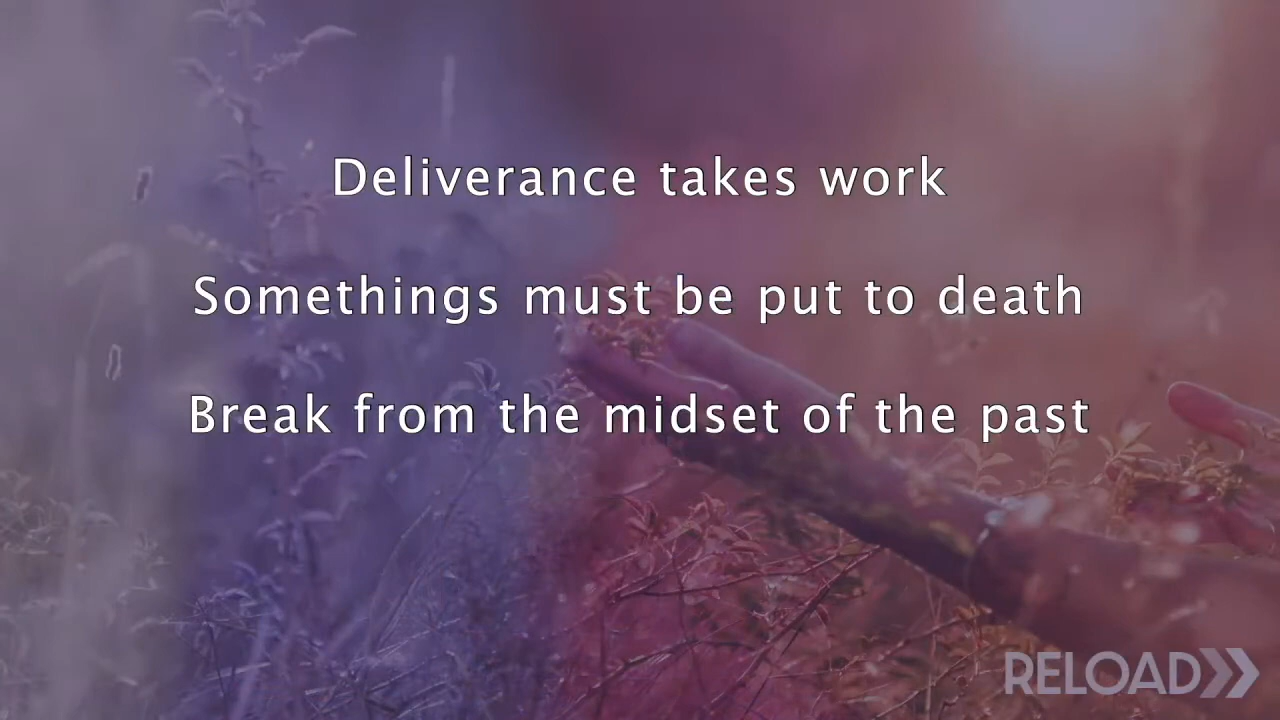 Deliverance takes work
Somethings must be put to death
Break from the midset of the past
RELOAD